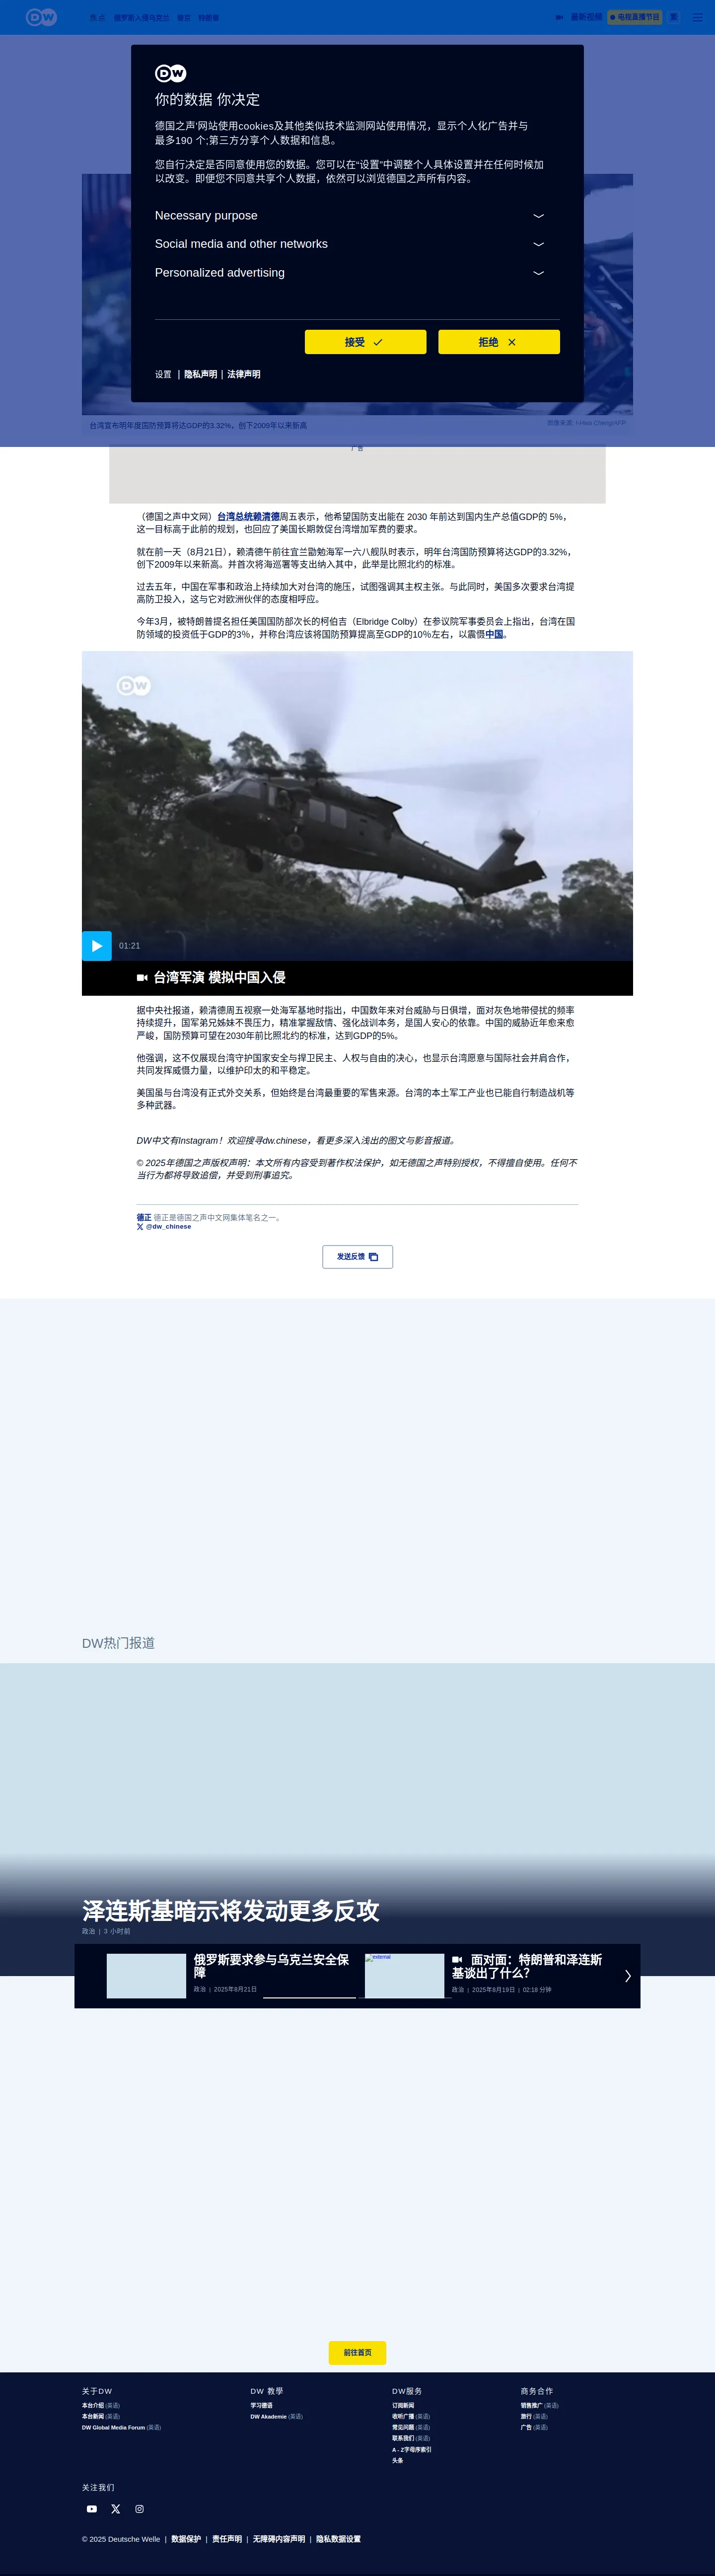 DW
焦点 俄罗斯入侵乌克兰 普京 特朗普
最新视频
电视直播节目
繁
DW
你的数据 你决定
德国之声'网站使用cookies及其他类似技术监测网站使用情况，显示个人化广告并与
最多190 个;第三方分享个人数据和信息。
您自行决定是否同意使用您的数据。您可以在"设置"中调整个人具体设置并在任何时候加
以改变。即便您不同意共享个人数据，依然可以浏览德国之声所有内容。
Necessary purpose
Social media and other networks
Personalized advertising
接受
拒绝
设置 | 隐私声明 | 法律声明
台湾宣布明年度国防预算将达GDP的3.32%，创下2009年以来新高
图像来源: I-Hwa Cheng/AFP
广告
（德国之声中文网）台湾总统赖清德周五表示，他希望国防支出能在 2030 年前达到国内生产总值GDP的 5%，
这一目标高于此前的规划，也回应了美国长期敦促台湾增加军费的要求。
就在前一天（8月21日），赖清德午前往宜兰勖勉海军一六八舰队时表示，明年台湾国防预算将达GDP的3.32%，
创下2009年以来新高。并首次将海巡署等支出纳入其中，此举是比照北约的标准。
过去五年，中国在军事和政治上持续加大对台湾的施压，试图强调其主权主张。与此同时，美国多次要求台湾提
高防卫投入，这与它对欧洲伙伴的态度相呼应。
今年3月，被特朗普提名担任美国国防部次长的柯伯吉（Elbridge Colby）在参议院军事委员会上指出，台湾在国
防领域的投资低于GDP的3％，并称台湾应该将国防预算提高至GDP的10％左右，以震慑中国。
DW
01:21
台湾军演 模拟中国入侵
据中央社报道，赖清德周五视察一处海军基地时指出，中国数年来对台威胁与日俱增，面对灰色地带侵扰的频率
持续提升，国军弟兄姊妹不畏压力，精准掌握敌情、强化战训本务，是国人安心的依靠。中国的威胁近年愈来愈
严峻，国防预算可望在2030年前比照北约的标准，达到GDP的5%。
他强调，这不仅展现台湾守护国家安全与捍卫民主、人权与自由的决心，也显示台湾愿意与国际社会并肩合作，
共同发挥威慑力量，以维护印太的和平稳定。
美国虽与台湾没有正式外交关系，但始终是台湾最重要的军售来源。台湾的本土军工产业也已能自行制造战机等
多种武器。
DW中文有Instagram！欢迎搜寻dw.chinese，看更多深入浅出的图文与影音报道。
© 2025年德国之声版权声明：本文所有内容受到著作权法保护，如无德国之声特别授权，不得擅自使用。任何不
当行为都将导致追偿，并受到刑事追究。
德正 德正是德国之声中文网集体笔名之一。
@dw_chinese
发送反馈
DW热门报道
泽连斯基暗示将发动更多反攻
政治 | 3 小时前
俄罗斯要求参与乌克兰安全保
障
政治 | 2025年8月21日
external
面对面：特朗普和泽连斯
基谈出了什么？
政治 | 2025年8月19日 | 02:18 分钟
前往首页
关于DW
本台介绍 (英语)
本台新闻 (英语)
DW Global Media Forum (英语)
DW 教學
学习德语
DW Akademie (英语)
DW服务
订阅新闻
收听广播 (英语)
常见问题 (英语)
联系我们 (英语)
A - Z字母序索引
头条
商务合作
销售推广 (英语)
旅行 (英语)
广告 (英语)
关注我们
© 2025 Deutsche Welle | 数据保护 | 责任声明 | 无障碍内容声明 | 隐私数据设置